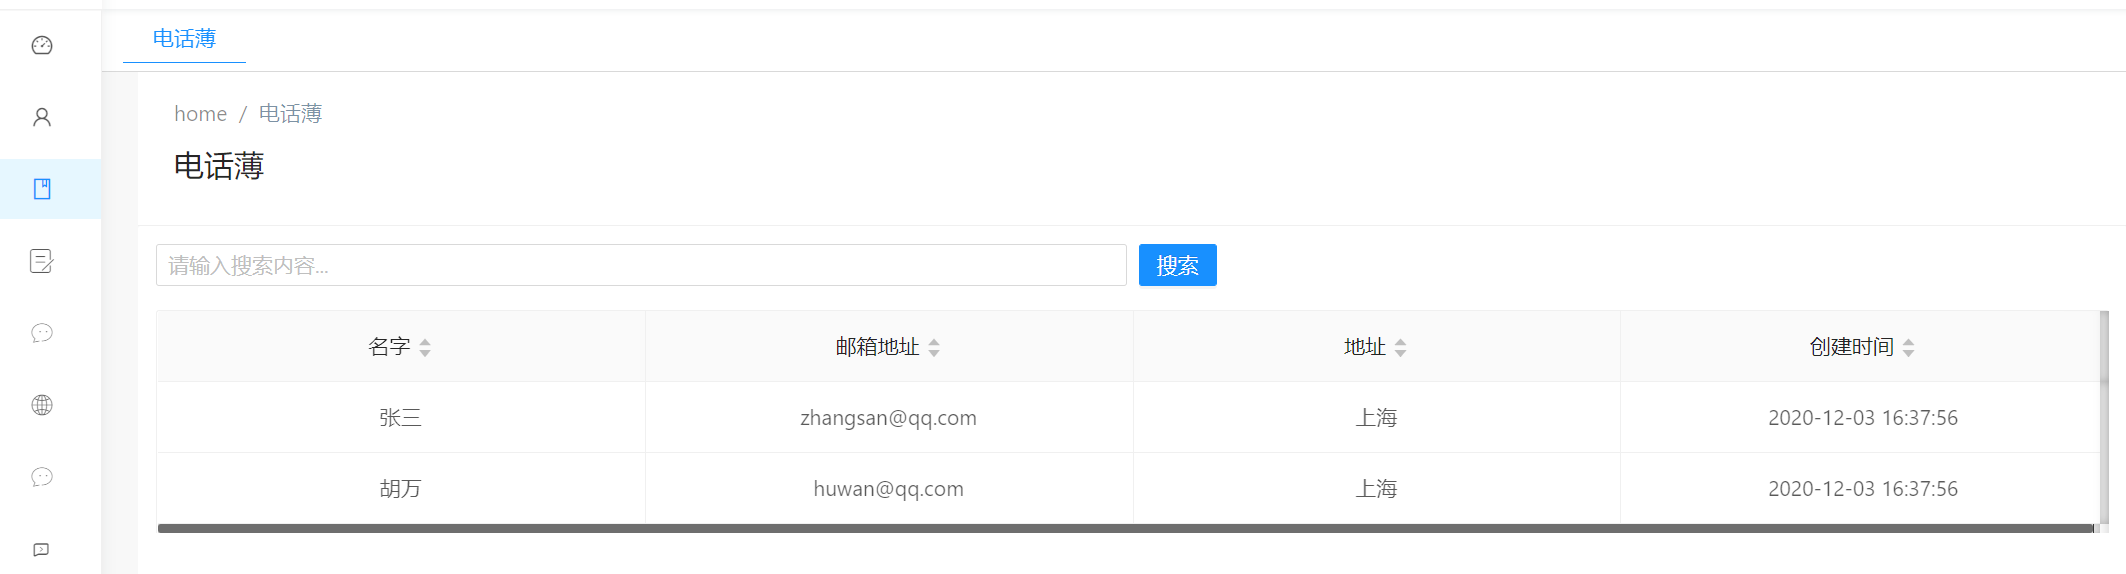 电话薄
home / 电话薄
电话薄
请输入搜索内容... 搜索
名字 邮箱地址 地址 创建时间
张三 zhangsan@qq.com 上海 2020-12-03 16:37:56
胡万 huwan@qq.com 上海 2020-12-03 16:37:56